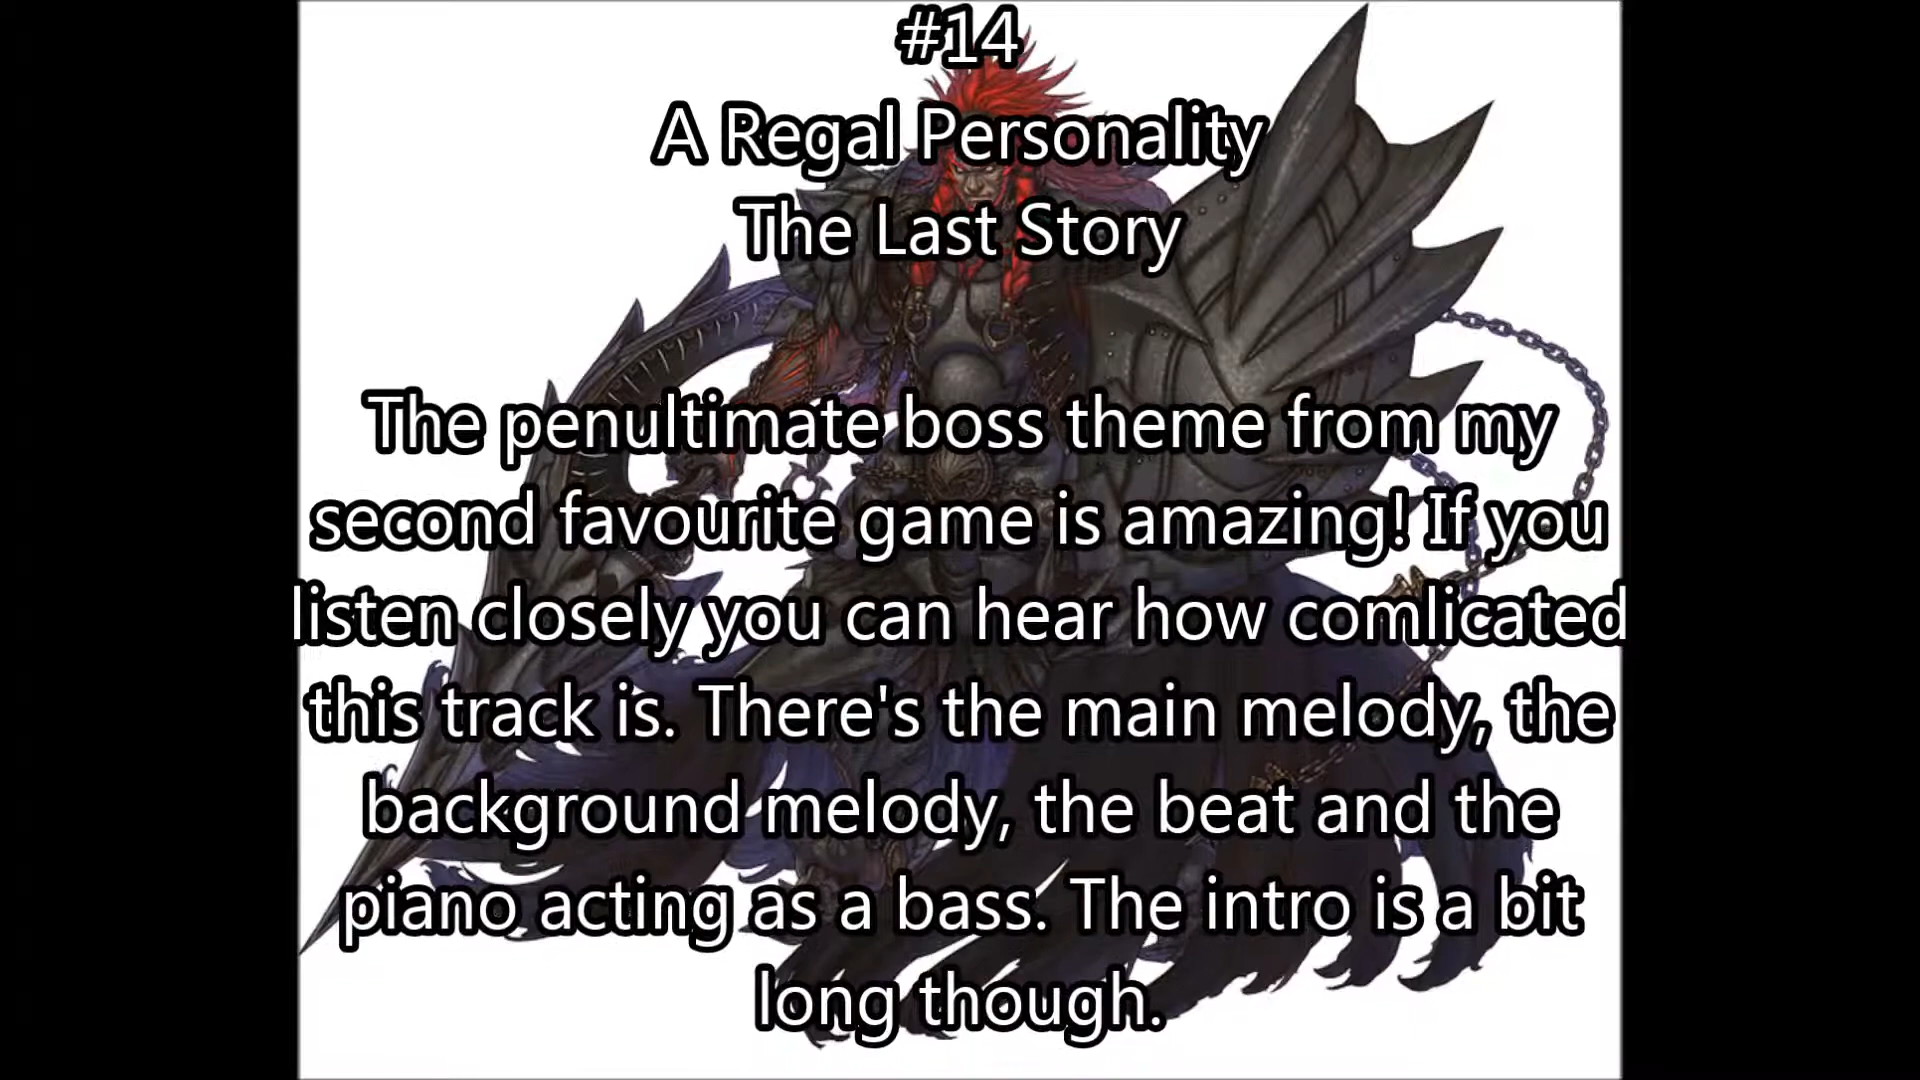 #14
A Regal Personality
The Last Story
The penultimate boss theme from my
second favourite game is amazing! If you
listen closely you can hear how comlicated
this track is. There's the main melody, the
background melody, the beat and the
piano acting as a bass. The intro is a bit
long though.